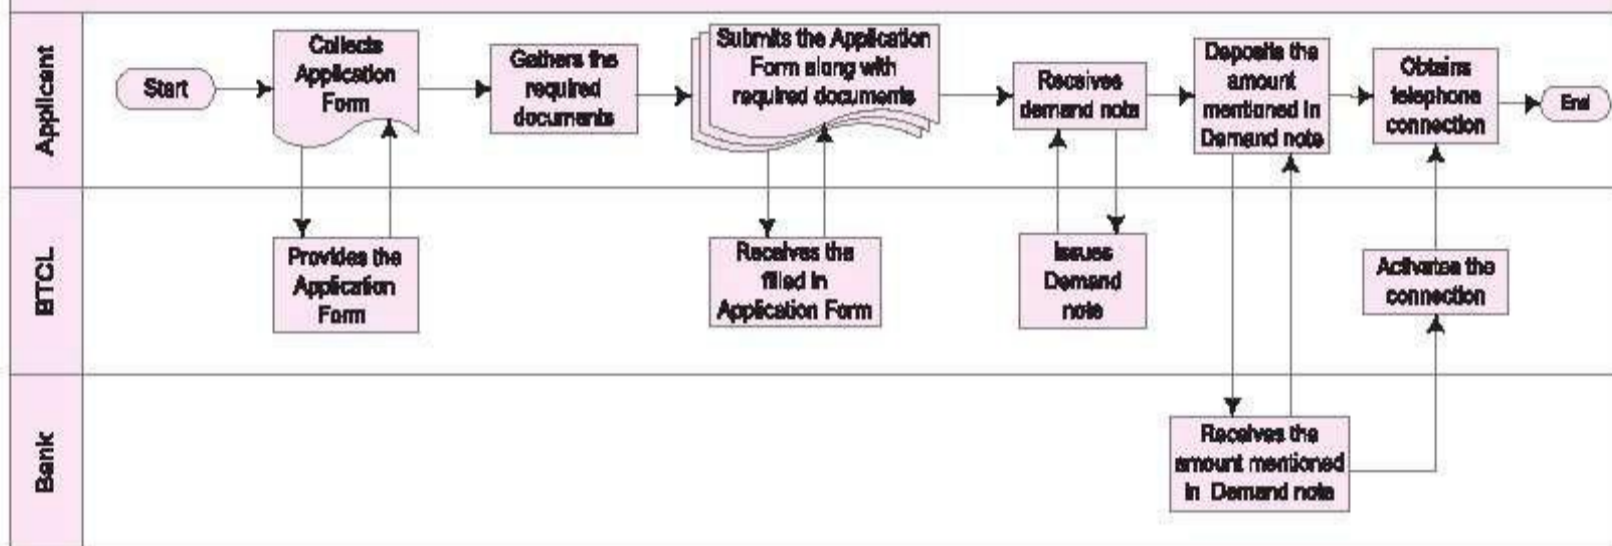 Applicant
Start
Collects
Application
Form
Gathers the
required
documents
Submits the Application
Form along with
required documents
Receives
demand note
Deposits the
amount
mentioned in
Demand note
Obtains
telephone
connection
End
BTCL
Provides the
Application
Form
Receives the
filled in
Application Form
Issues
Demand
note
Activates the
connection
Bank
Receives the
amount mentioned
in Demand note